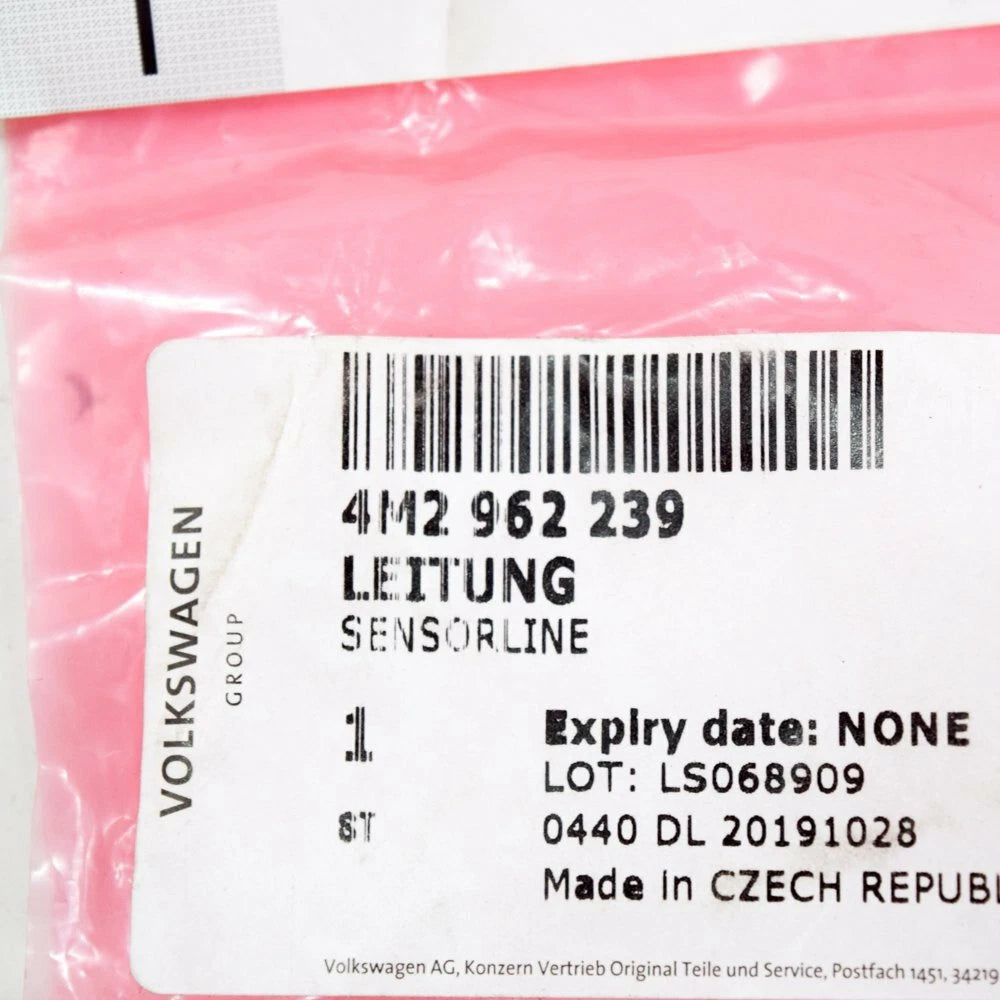 4M2 962 239
LEITUNG
SENSORLINE
VOLKSWAGEN
GROUP
1
ST
Expiry date: NONE
LOT: LS068909
0440 DL 20191028
Made in CZECH REPUBL
Volkswagen AG, Konzern Vertrieb Original Teile und Service, Postfach 1451, 34219